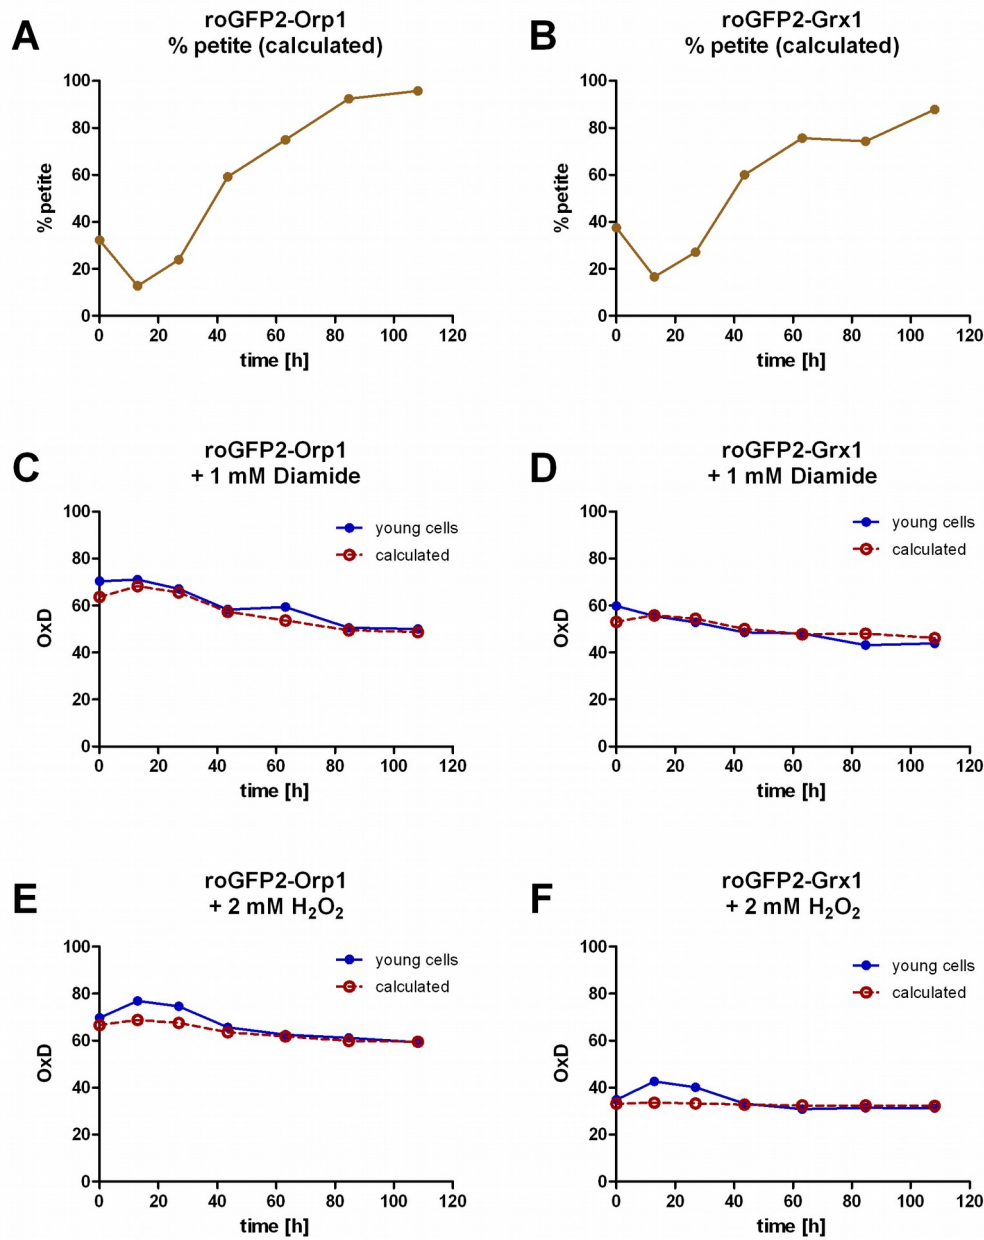 A
roGFP2-Orp1
% petite (calculated)
% petite
100
80
60
40
20
0
0 20 40 60 80 100 120
time [h]
B
roGFP2-Grx1
% petite (calculated)
% petite
100
80
60
40
20
0
0 20 40 60 80 100 120
time [h]
C
roGFP2-Orp1
+ 1 mM Diamide
OxD
100
80
60
40
20
0
young cells
calculated
0 20 40 60 80 100 120
time [h]
D
roGFP2-Grx1
+ 1 mM Diamide
OxD
100
80
60
40
20
0
young cells
calculated
0 20 40 60 80 100 120
time [h]
E
roGFP2-Orp1
+ 2 mM H₂O₂
OxD
100
80
60
40
20
0
young cells
calculated
0 20 40 60 80 100 120
time [h]
F
roGFP2-Grx1
+ 2 mM H₂O₂
OxD
100
80
60
40
20
0
young cells
calculated
0 20 40 60 80 100 120
time [h]